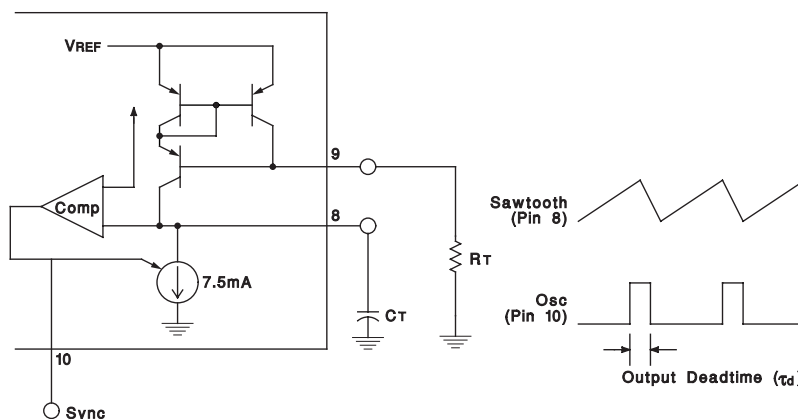 VREF
9
Comp
8
7.5mA
RT
CT
10
Sync
Sawtooth
(Pin 8)
Osc
(Pin 10)
Output Deadtime (τd)